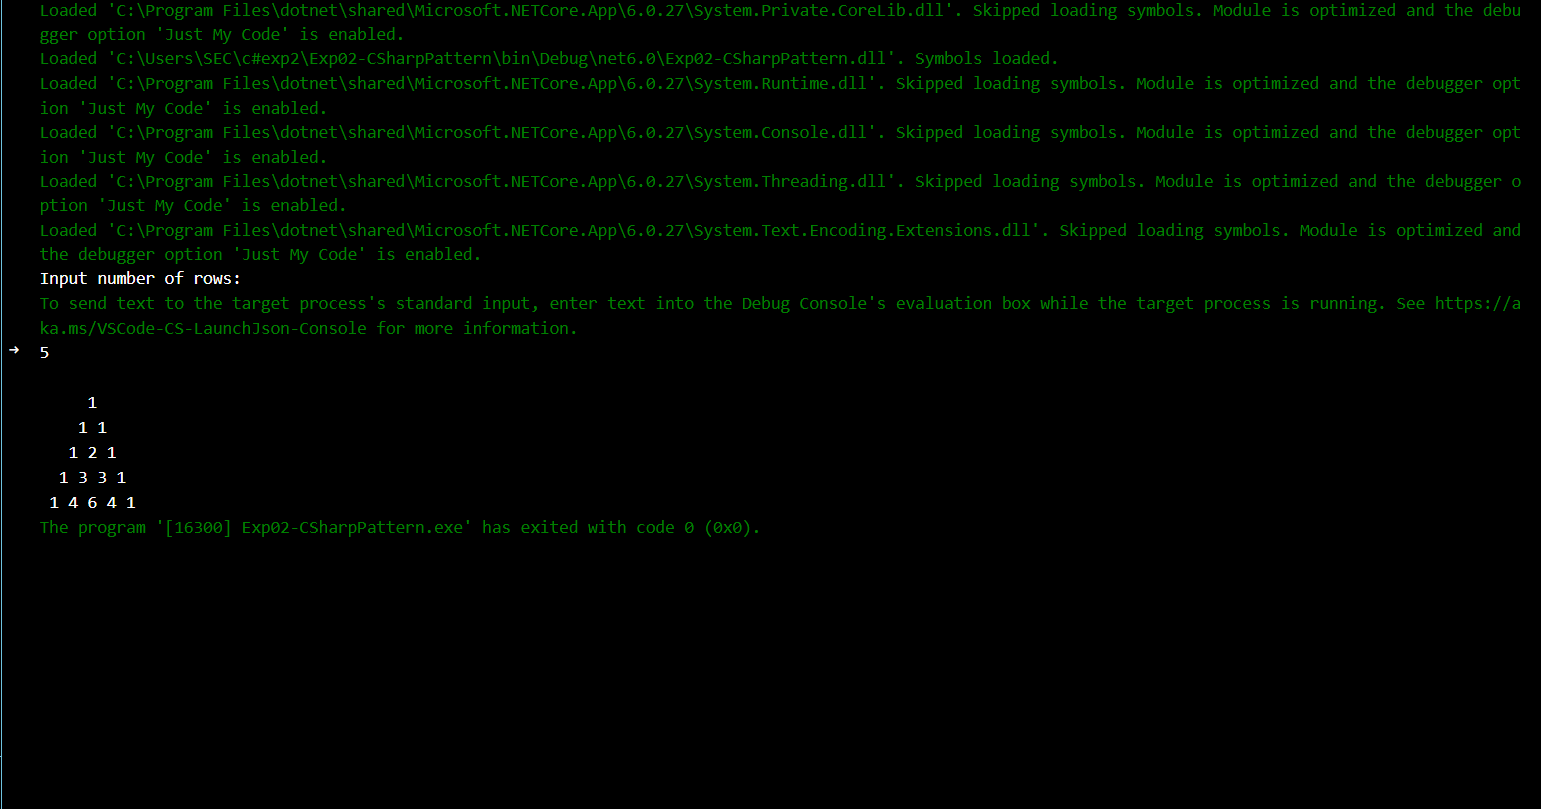 Loaded 'C:\Program Files\dotnet\shared\Microsoft.NETCore.App\6.0.27\System.Private.CoreLib.dll'. Skipped loading symbols. Module is optimized and the debu
gger option 'Just My Code' is enabled.
Loaded 'C:\Users\SEC\c#exp2\Exp02-CSharpPattern\bin\Debug\net6.0\Exp02-CSharpPattern.dll'. Symbols loaded.
Loaded 'C:\Program Files\dotnet\shared\Microsoft.NETCore.App\6.0.27\System.Runtime.dll'. Skipped loading symbols. Module is optimized and the debugger opt
ion 'Just My Code' is enabled.
Loaded 'C:\Program Files\dotnet\shared\Microsoft.NETCore.App\6.0.27\System.Console.dll'. Skipped loading symbols. Module is optimized and the debugger opt
ion 'Just My Code' is enabled.
Loaded 'C:\Program Files\dotnet\shared\Microsoft.NETCore.App\6.0.27\System.Threading.dll'. Skipped loading symbols. Module is optimized and the debugger o
ption 'Just My Code' is enabled.
Loaded 'C:\Program Files\dotnet\shared\Microsoft.NETCore.App\6.0.27\System.Text.Encoding.Extensions.dll'. Skipped loading symbols. Module is optimized and
the debugger option 'Just My Code' is enabled.
Input number of rows:
To send text to the target process's standard input, enter text into the Debug Console's evaluation box while the target process is running. See https://a
ka.ms/VSCode-CS-LaunchJson-Console for more information.
→ 5
     1
    1 1
   1 2 1
  1 3 3 1
 1 4 6 4 1
The program '[16300] Exp02-CSharpPattern.exe' has exited with code 0 (0x0).